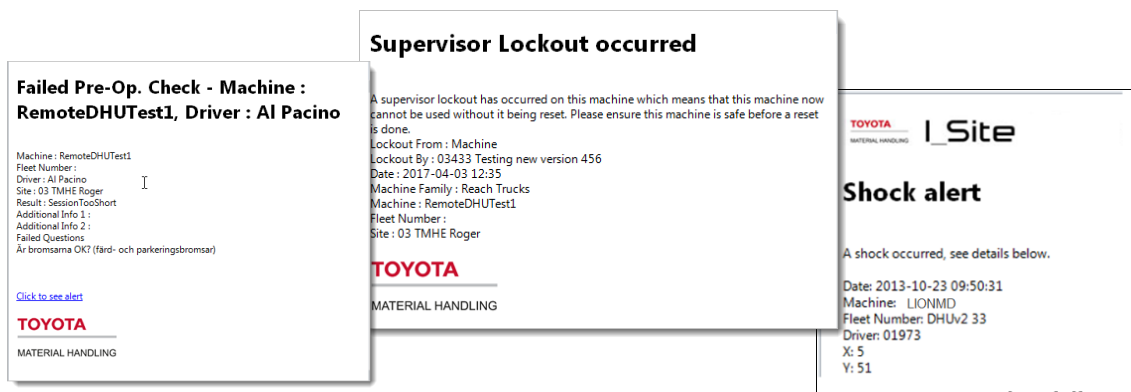 Failed Pre-Op. Check - Machine :
RemoteDHUTest1, Driver : Al Pacino
Machine : RemoteDHUTest1
Fleet Number :
Driver : Al Pacino
Site : 03 TMHE Roger
Result : SessionTooShort
Additional Info 1 :
Additional Info 2 :
Failed Questions
Är bromsarna OK? (färd- och parkeringsbromsar)
Click to see alert
TOYOTA
MATERIAL HANDLING
Supervisor Lockout occurred
A supervisor lockout has occurred on this machine which means that this machine now
cannot be used without it being reset. Please ensure this machine is safe before a reset
is done.
Lockout From : Machine
Lockout By : 03433 Testing new version 456
Date : 2017-04-03 12:35
Machine Family : Reach Trucks
Machine : RemoteDHUTest1
Fleet Number :
Site : 03 TMHE Roger
TOYOTA
MATERIAL HANDLING
TOYOTA
MATERIAL HANDLING
I_Site
Shock alert
A shock occurred, see details below.
Date: 2013-10-23 09:50:31
Machine: LIONMD
Fleet Number: DHUv2 33
Driver: 01973
X: 5
Y: 51